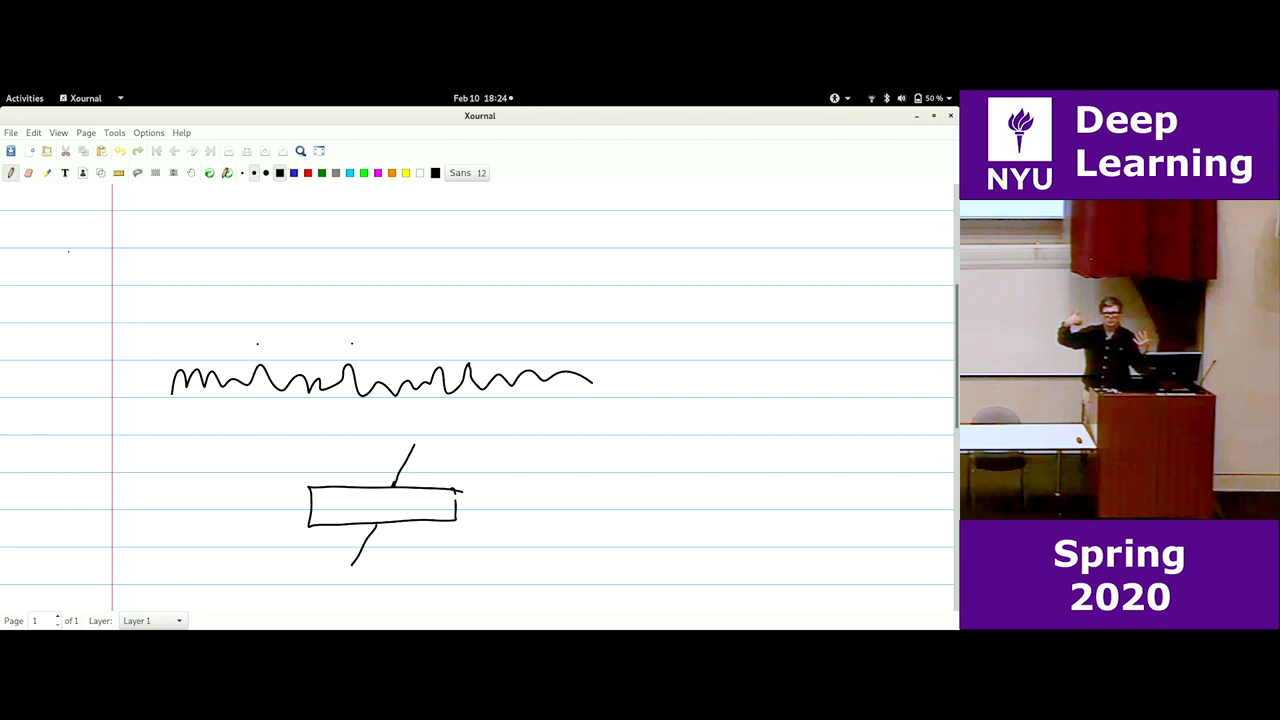 Activities Xournal Feb 10 18:24 50 %
Xournal
File Edit View Page Tools Options Help
T Sans 12
Page 1 of 1 Layer: Layer 1
NYU
Deep
Learning
Spring
2020